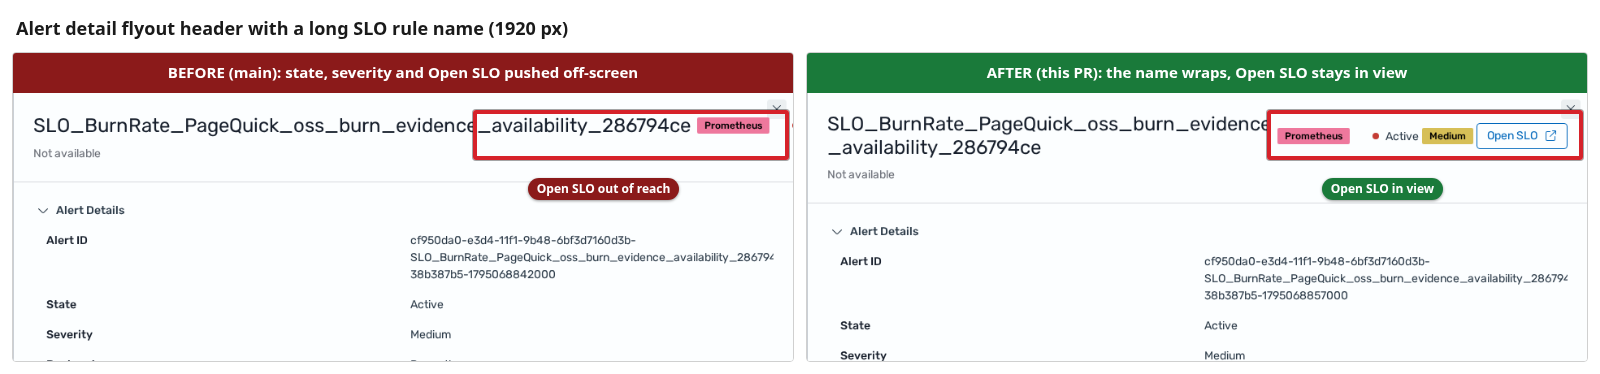 Alert detail flyout header with a long SLO rule name (1920 px)
BEFORE (main): state, severity and Open SLO pushed off-screen
SLO_BurnRate_PageQuick_oss_burn_evidence_availability_286794ce
Prometheus
Not available
Open SLO out of reach
Alert Details
Alert ID
cf950da0-e3d4-11f1-9b48-6bf3d7160d3b-
SLO_BurnRate_PageQuick_oss_burn_evidence_availability_286794
38b387b5-1795068842000
State
Active
Severity
Medium
AFTER (this PR): the name wraps, Open SLO stays in view
SLO_BurnRate_PageQuick_oss_burn_evidence
_availability_286794ce
Prometheus
Active
Medium
Open SLO
Not available
Open SLO in view
Alert Details
Alert ID
cf950da0-e3d4-11f1-9b48-6bf3d7160d3b-
SLO_BurnRate_PageQuick_oss_burn_evidence_availability_286794
38b387b5-1795068857000
State
Active
Severity
Medium